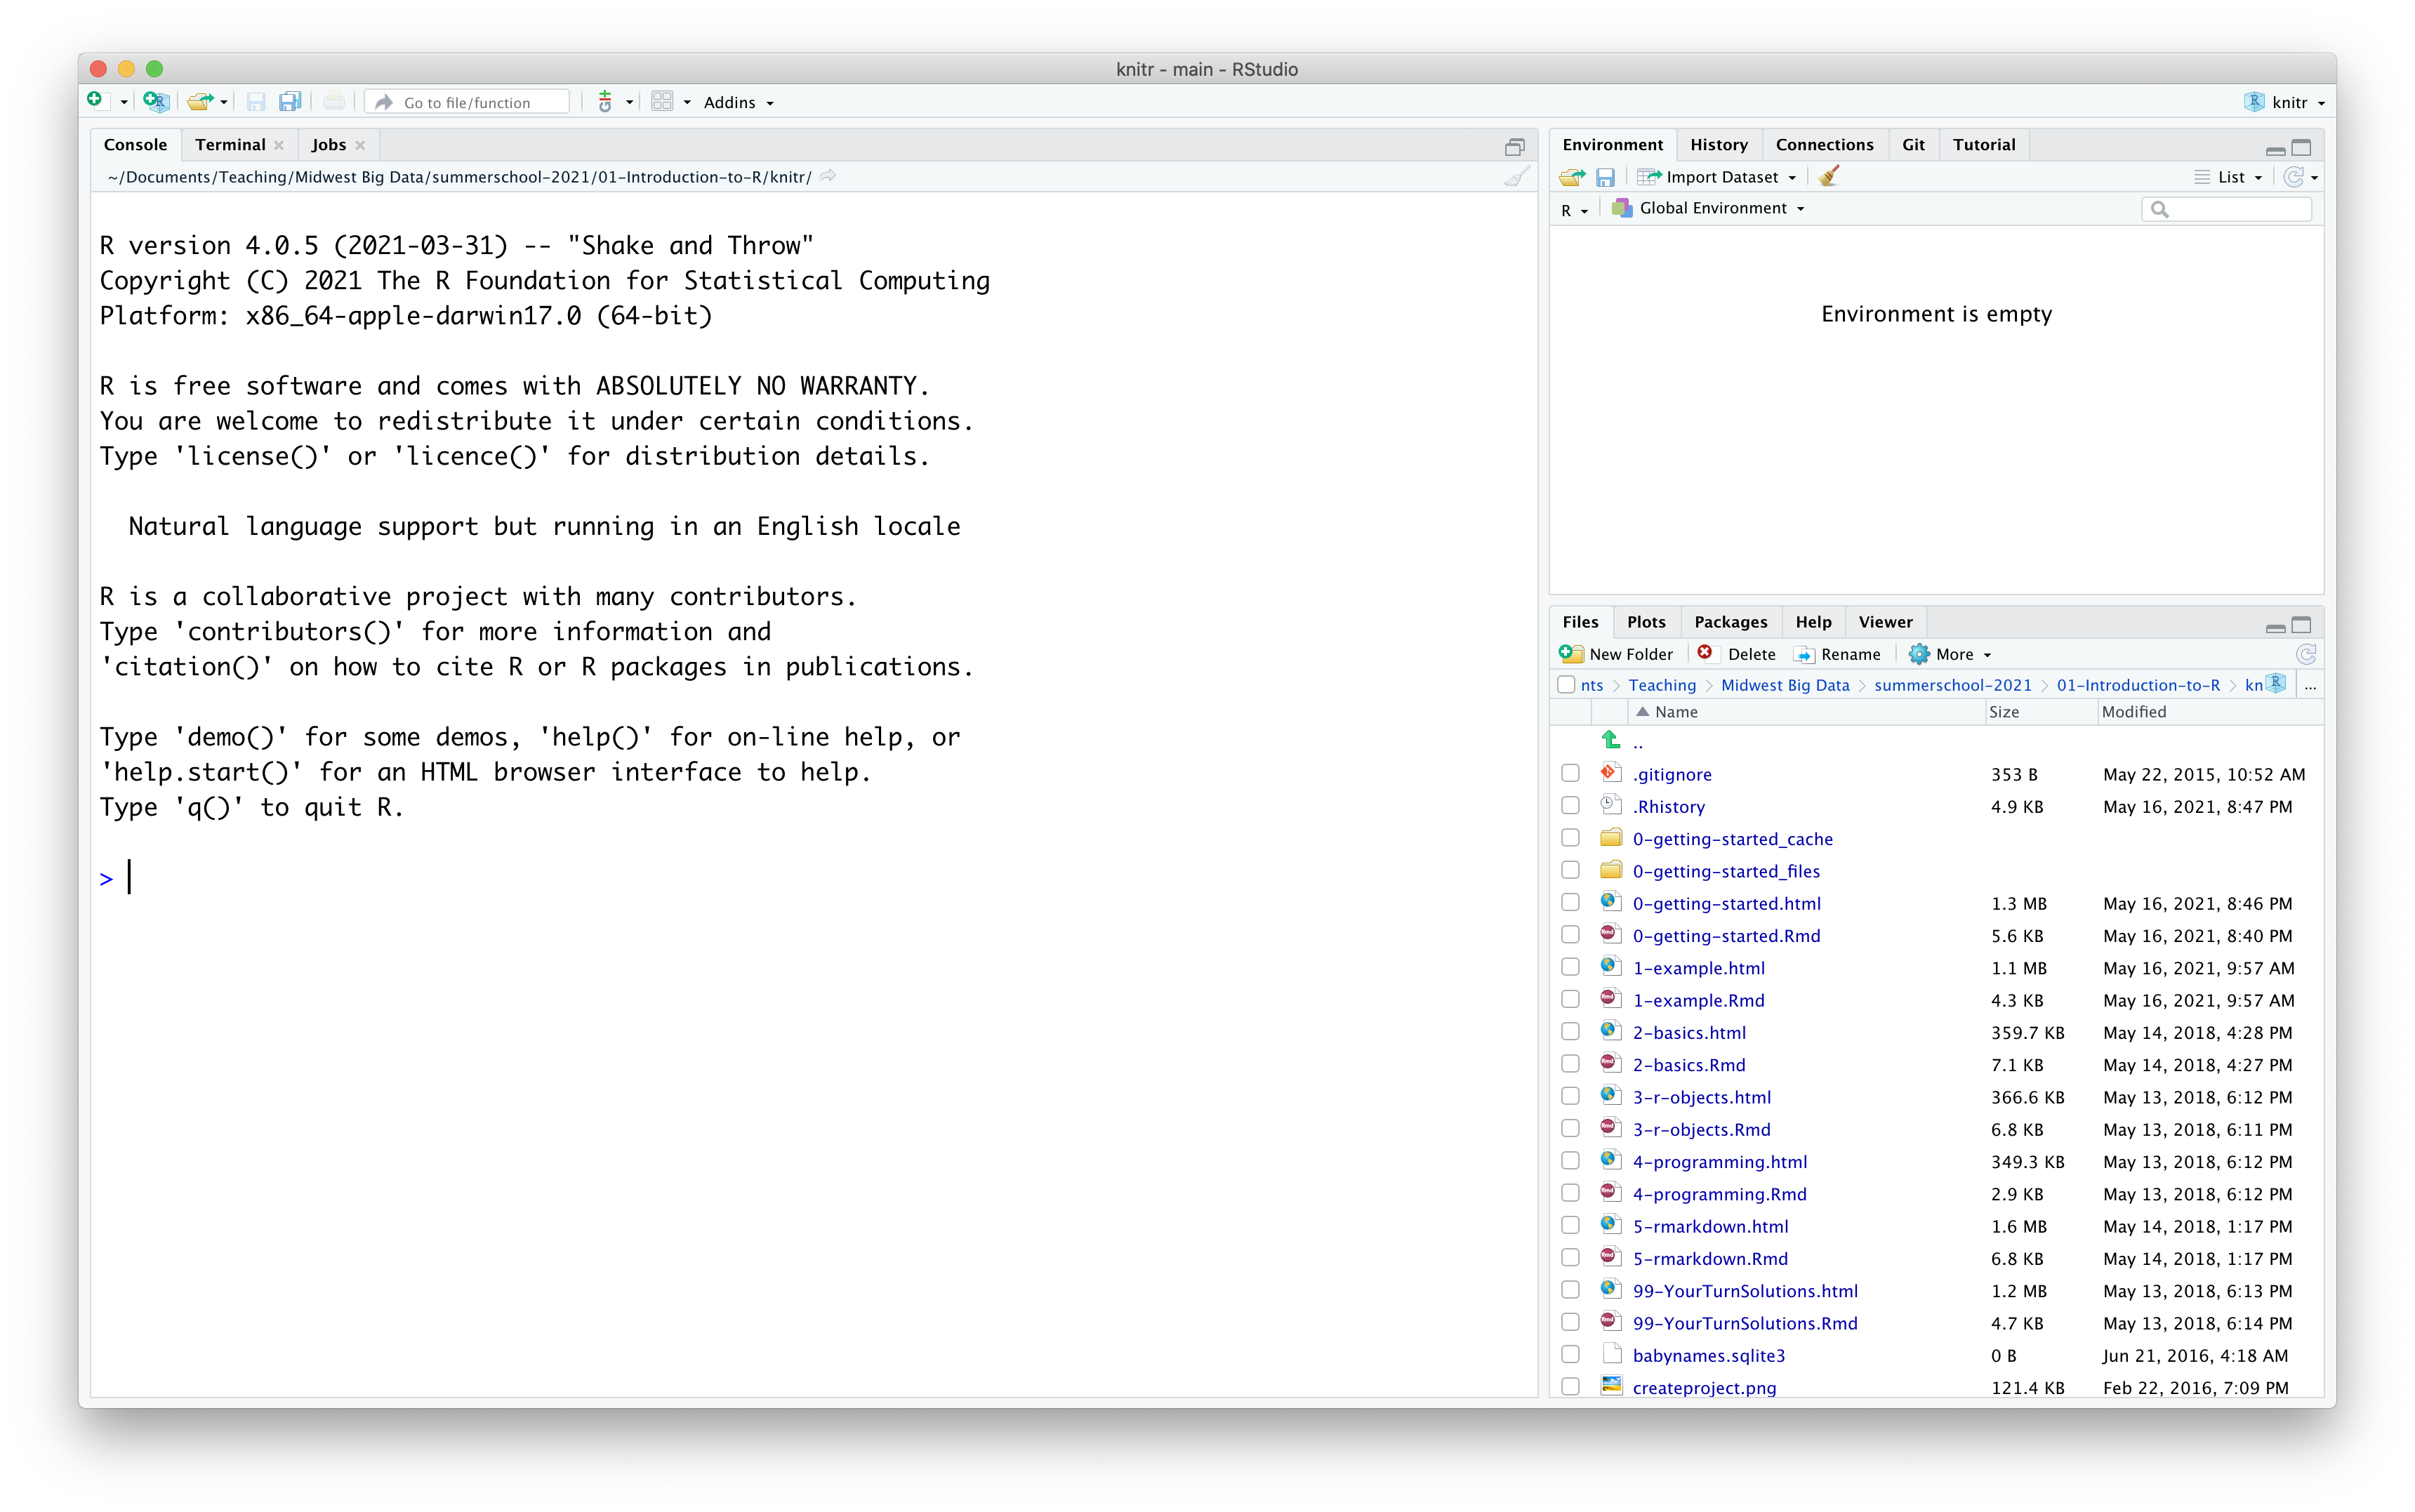 knitr - main - RStudio
Go to file/function
Addins
knitr
Console Terminal Jobs
~/Documents/Teaching/Midwest Big Data/summerschool-2021/01-Introduction-to-R/knitr/
R version 4.0.5 (2021-03-31) -- "Shake and Throw"
Copyright (C) 2021 The R Foundation for Statistical Computing
Platform: x86_64-apple-darwin17.0 (64-bit)
R is free software and comes with ABSOLUTELY NO WARRANTY.
You are welcome to redistribute it under certain conditions.
Type 'license()' or 'licence()' for distribution details.
Natural language support but running in an English locale
R is a collaborative project with many contributors.
Type 'contributors()' for more information and
'citation()' on how to cite R or R packages in publications.
Type 'demo()' for some demos, 'help()' for on-line help, or
'help.start()' for an HTML browser interface to help.
Type 'q()' to quit R.
>
Environment History Connections Git Tutorial
Import Dataset List
R Global Environment
Environment is empty
Files Plots Packages Help Viewer
New Folder Delete Rename More
nts > Teaching > Midwest Big Data > summerschool-2021 > 01-Introduction-to-R > kn ...
Name Size Modified
..
.gitignore 353 B May 22, 2015, 10:52 AM
.Rhistory 4.9 KB May 16, 2021, 8:47 PM
0-getting-started_cache
0-getting-started_files
0-getting-started.html 1.3 MB May 16, 2021, 8:46 PM
0-getting-started.Rmd 5.6 KB May 16, 2021, 8:40 PM
1-example.html 1.1 MB May 16, 2021, 9:57 AM
1-example.Rmd 4.3 KB May 16, 2021, 9:57 AM
2-basics.html 359.7 KB May 14, 2018, 4:28 PM
2-basics.Rmd 7.1 KB May 14, 2018, 4:27 PM
3-r-objects.html 366.6 KB May 13, 2018, 6:12 PM
3-r-objects.Rmd 6.8 KB May 13, 2018, 6:11 PM
4-programming.html 349.3 KB May 13, 2018, 6:12 PM
4-programming.Rmd 2.9 KB May 13, 2018, 6:12 PM
5-rmarkdown.html 1.6 MB May 14, 2018, 1:17 PM
5-rmarkdown.Rmd 6.8 KB May 14, 2018, 1:17 PM
99-YourTurnSolutions.html 1.2 MB May 13, 2018, 6:13 PM
99-YourTurnSolutions.Rmd 4.7 KB May 13, 2018, 6:14 PM
babynames.sqlite3 0 B Jun 21, 2016, 4:18 AM
createproject.png 121.4 KB Feb 22, 2016, 7:09 PM